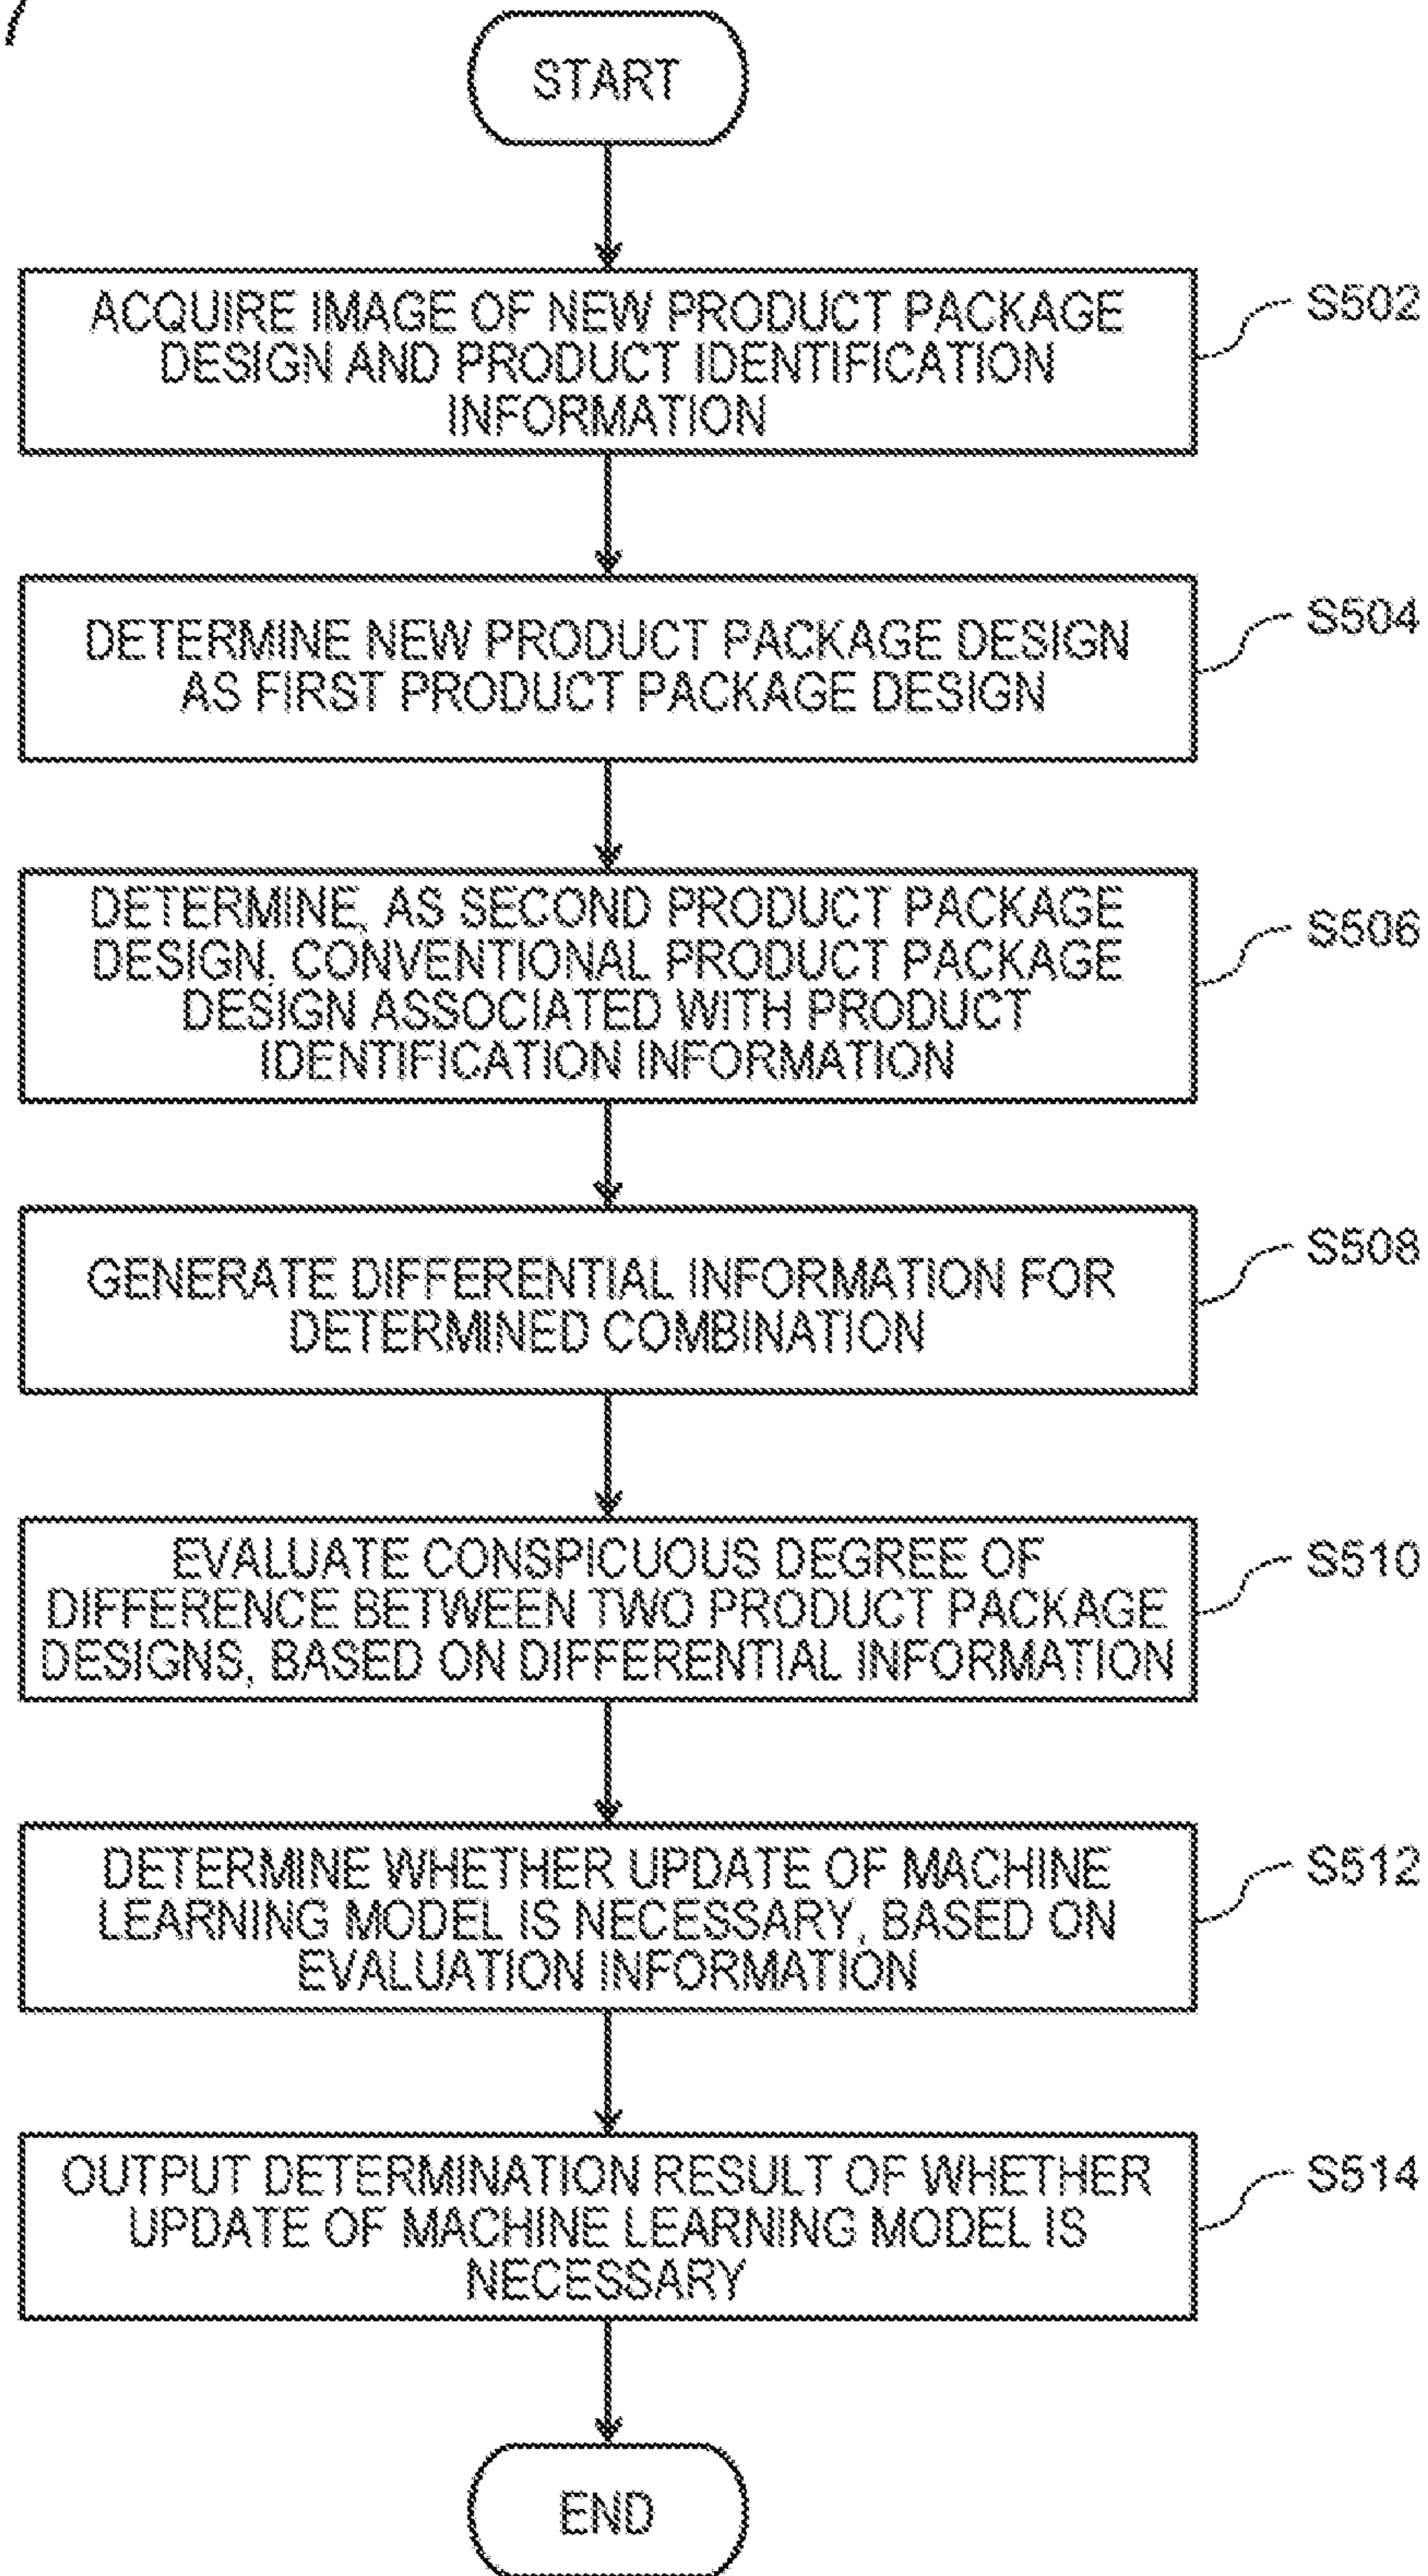 START
ACQUIRE IMAGE OF NEW PRODUCT PACKAGE
DESIGN AND PRODUCT IDENTIFICATION
INFORMATION
S502
DETERMINE NEW PRODUCT PACKAGE DESIGN
AS FIRST PRODUCT PACKAGE DESIGN
S504
DETERMINE, AS SECOND PRODUCT PACKAGE
DESIGN, CONVENTIONAL PRODUCT PACKAGE
DESIGN ASSOCIATED WITH PRODUCT
IDENTIFICATION INFORMATION
S506
GENERATE DIFFERENTIAL INFORMATION FOR
DETERMINED COMBINATION
S508
EVALUATE CONSPICUOUS DEGREE OF
DIFFERENCE BETWEEN TWO PRODUCT PACKAGE
DESIGNS, BASED ON DIFFERENTIAL INFORMATION
S510
DETERMINE WHETHER UPDATE OF MACHINE
LEARNING MODEL IS NECESSARY, BASED ON
EVALUATION INFORMATION
S512
OUTPUT DETERMINATION RESULT OF WHETHER
UPDATE OF MACHINE LEARNING MODEL IS
NECESSARY
S514
END